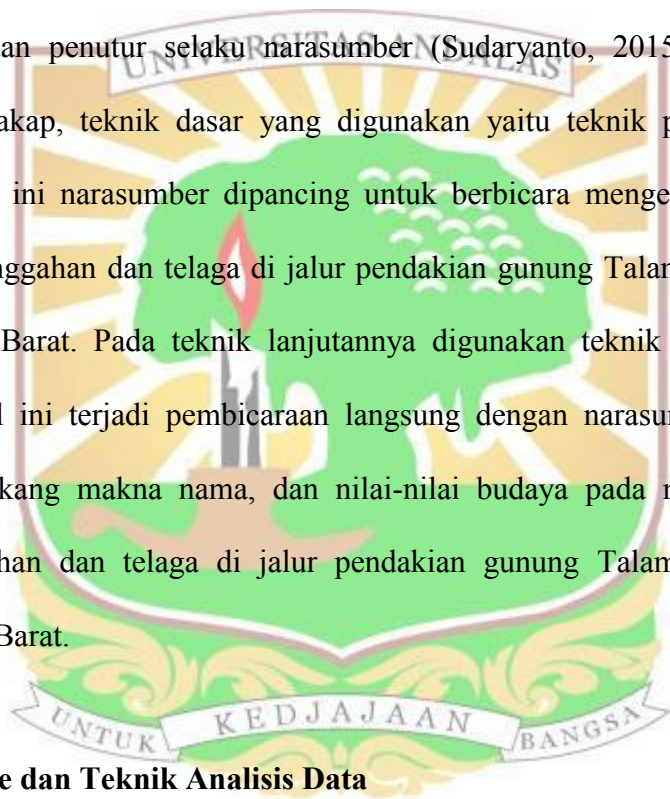 an penutur selaku narasumber (Sudaryanto, 2015
UNIVERSITAS ANDALAS
akap, teknik dasar yang digunakan yaitu teknik p
ini narasumber dipancing untuk berbicara menge
nggahan dan telaga di jalur pendakian gunung Talan
Barat. Pada teknik lanjutannya digunakan teknik
l ini terjadi pembicaraan langsung dengan narasun
kang makna nama, dan nilai-nilai budaya pada n
han dan telaga di jalur pendakian gunung Talam
Barat.
UNTUK KEDJAJAAN BANGSA
e dan Teknik Analisis Data